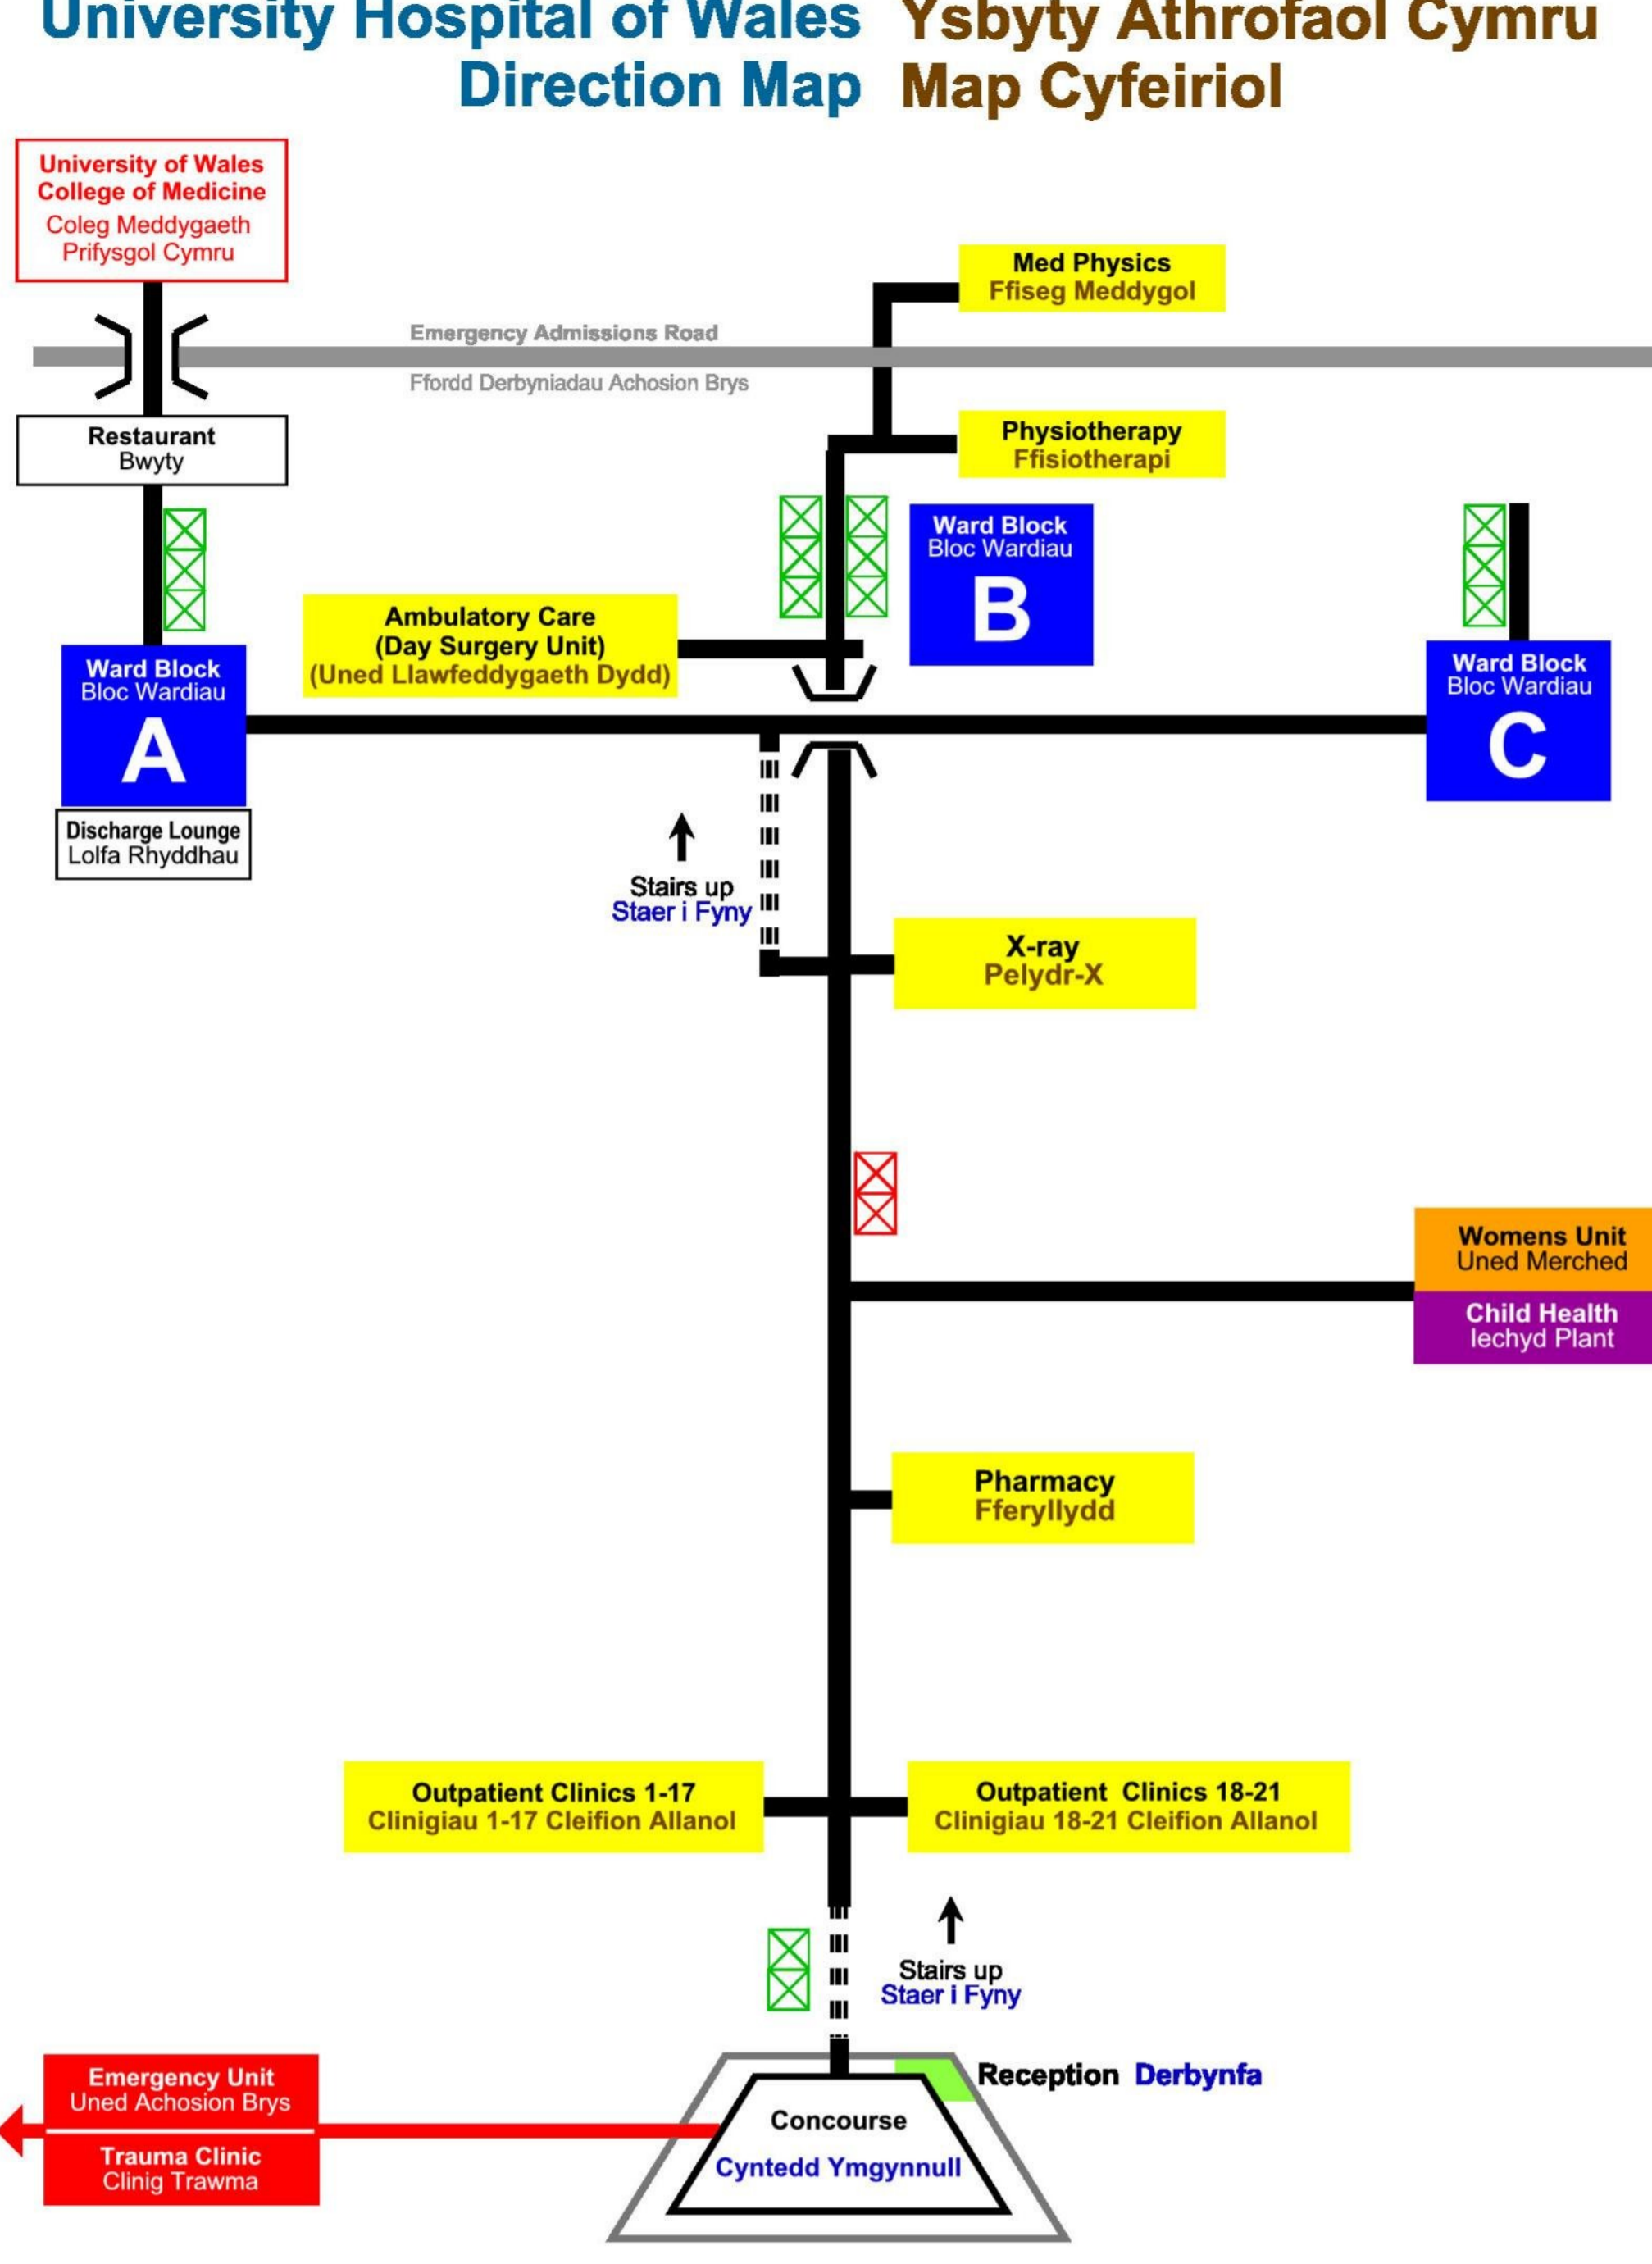 University Hospital of Wales Ysbyty Athrofaol Cymru
Direction Map Map Cyfeiriol
University of Wales
College of Medicine
Coleg Meddygaeth
Prifysgol Cymru
Med Physics
Ffiseg Meddygol
Emergency Admissions Road
Ffordd Derbyniadau Achosion Brys
Restaurant
Bwyty
Physiotherapy
Ffisiotherapi
Ward Block
Bloc Wardiau
B
Ambulatory Care
(Day Surgery Unit)
(Uned Llawfeddygaeth Dydd)
Ward Block
Bloc Wardiau
A
Ward Block
Bloc Wardiau
C
Discharge Lounge
Lolfa Rhyddhau
Stairs up
Staer i Fyny
X-ray
Pelydr-X
Womens Unit
Uned Merched
Child Health
Iechyd Plant
Pharmacy
Fferyllydd
Outpatient Clinics 1-17
Clinigiau 1-17 Cleifion Allanol
Outpatient Clinics 18-21
Clinigiau 18-21 Cleifion Allanol
Stairs up
Staer i Fyny
Reception Derbynfa
Emergency Unit
Uned Achosion Brys
Trauma Clinic
Clinig Trawma
Concourse
Cyntedd Ymgynnull